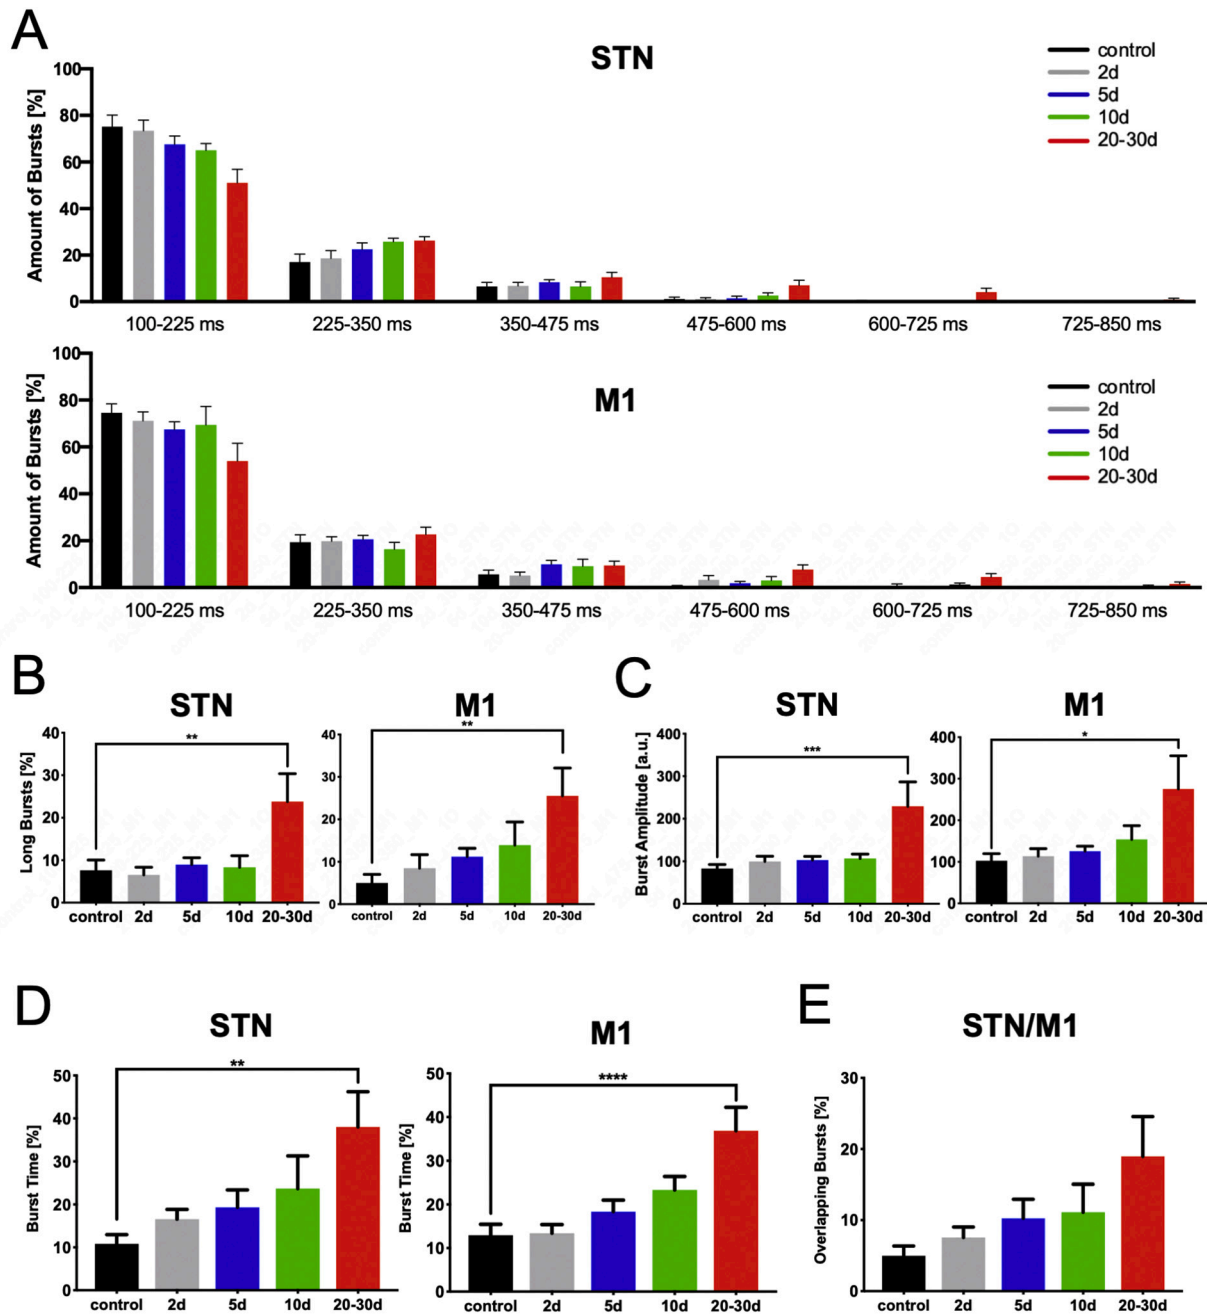 A
STN
control
2d
5d
10d
20-30d
Amount of Bursts [%]
100
80
60
40
20
0
100-225 ms 225-350 ms 350-475 ms 475-600 ms 600-725 ms 725-850 ms
M1
control
2d
5d
10d
20-30d
Amount of Bursts [%]
100
80
60
40
20
0
100-225 ms 225-350 ms 350-475 ms 475-600 ms 600-725 ms 725-850 ms
B
STN
**
Long Bursts [%]
40
30
20
10
0
control 2d 5d 10d 20-30d
M1
**
40
30
20
10
0
control 2d 5d 10d 20-30d
C
STN
***
Burst Amplitude [a.u.]
400
300
200
100
0
control 2d 5d 10d 20-30d
M1
*
400
300
200
100
0
control 2d 5d 10d 20-30d
D
STN
**
Burst Time [%]
50
40
30
20
10
0
control 2d 5d 10d 20-30d
M1
****
Burst Time [%]
50
40
30
20
10
0
control 2d 5d 10d 20-30d
E
STN/M1
Overlapping Bursts [%]
30
20
10
0
control 2d 5d 10d 20-30d